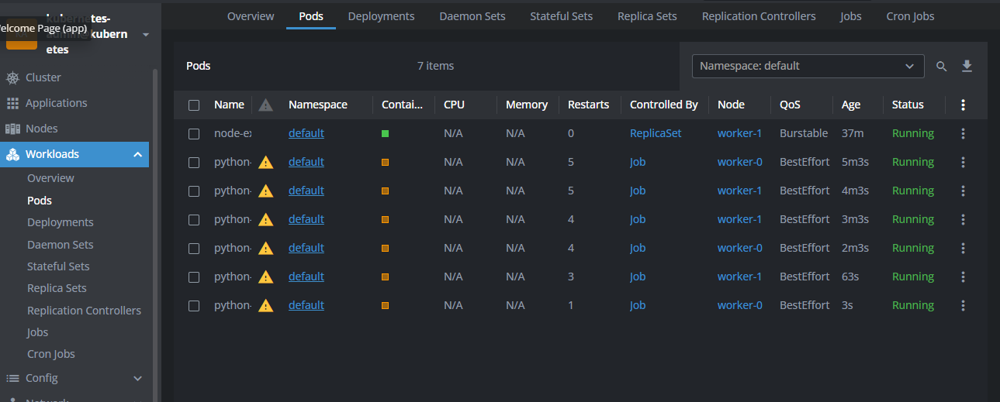 Overview Pods Deployments Daemon Sets Stateful Sets Replica Sets Replication Controllers Jobs Cron Jobs
elcome Page (app)
kubernetes-
admin@kubern
etes
Cluster
Applications
Nodes
Workloads
Overview
Pods
Deployments
Daemon Sets
Stateful Sets
Replica Sets
Replication Controllers
Jobs
Cron Jobs
Config
Network
Pods 7 items Namespace: default
Name Namespace Contai... CPU Memory Restarts Controlled By Node QoS Age Status
node-ex default N/A N/A 0 ReplicaSet worker-1 Burstable 37m Running
python- default N/A N/A 5 Job worker-0 BestEffort 5m3s Running
python- default N/A N/A 5 Job worker-1 BestEffort 4m3s Running
python- default N/A N/A 4 Job worker-1 BestEffort 3m3s Running
python- default N/A N/A 4 Job worker-0 BestEffort 2m3s Running
python- default N/A N/A 3 Job worker-1 BestEffort 63s Running
python- default N/A N/A 1 Job worker-0 BestEffort 3s Running